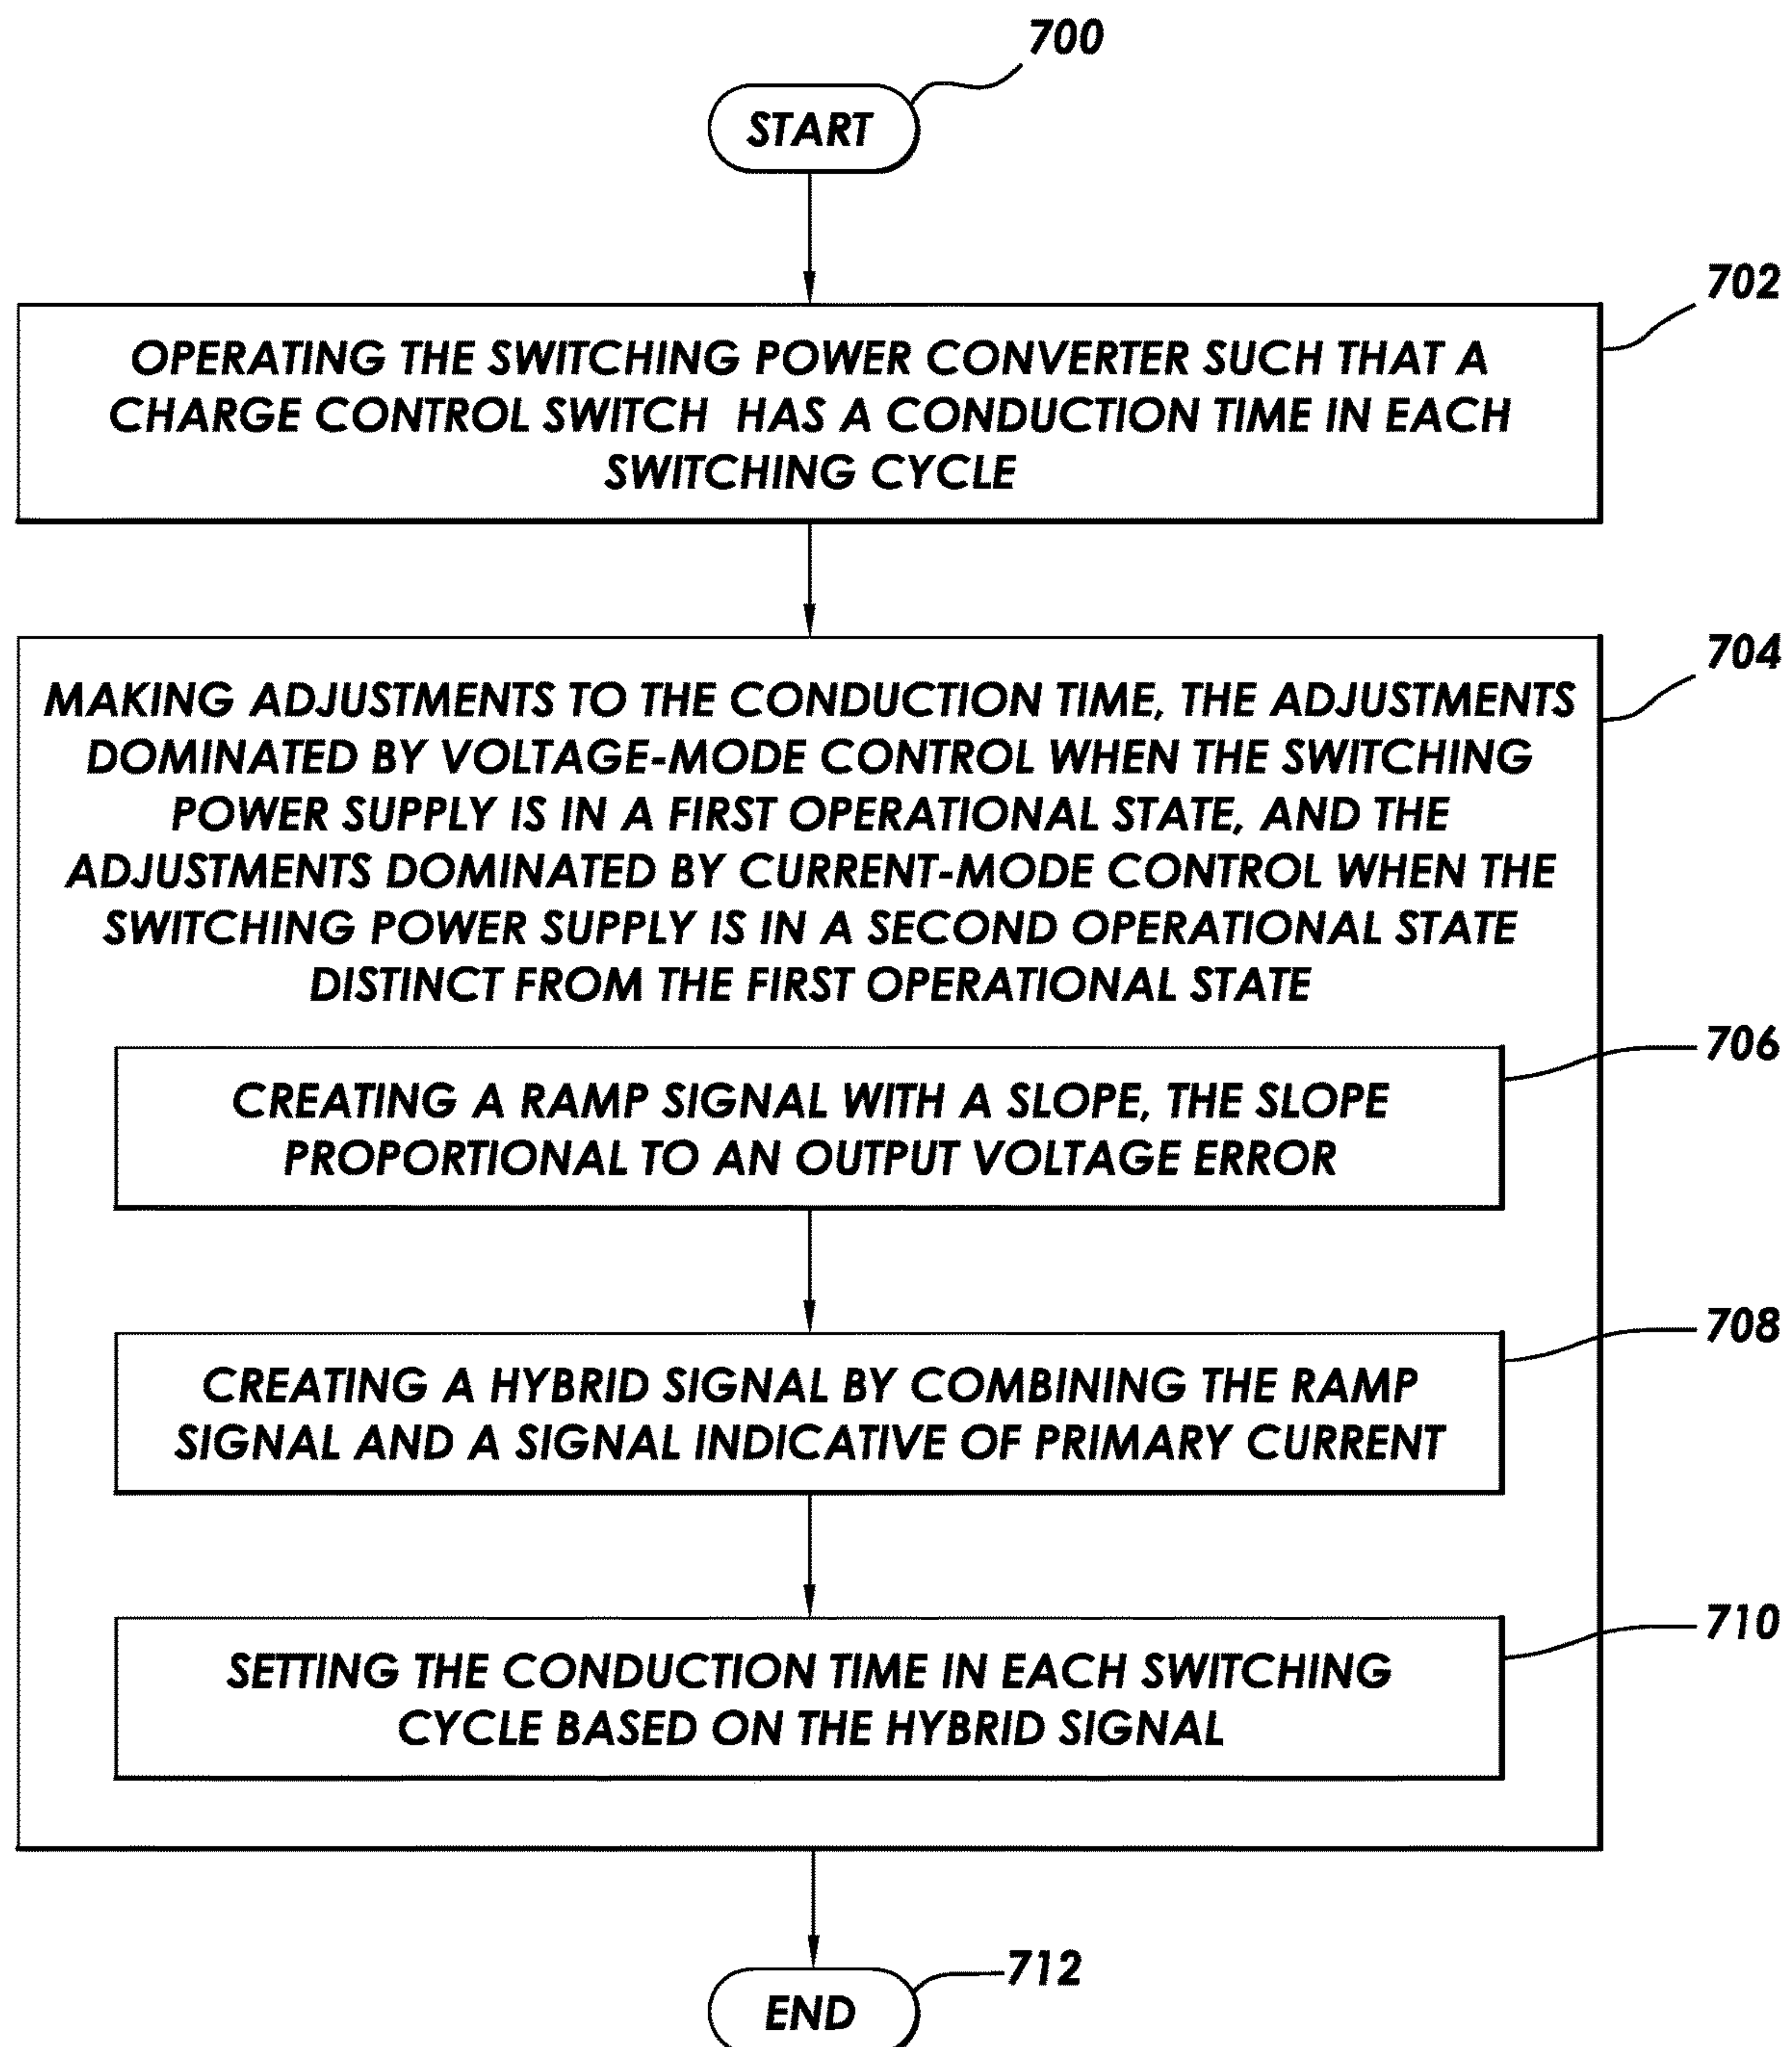 700
START
702
OPERATING THE SWITCHING POWER CONVERTER SUCH THAT A
CHARGE CONTROL SWITCH HAS A CONDUCTION TIME IN EACH
SWITCHING CYCLE
704
MAKING ADJUSTMENTS TO THE CONDUCTION TIME, THE ADJUSTMENTS
DOMINATED BY VOLTAGE-MODE CONTROL WHEN THE SWITCHING
POWER SUPPLY IS IN A FIRST OPERATIONAL STATE, AND THE
ADJUSTMENTS DOMINATED BY CURRENT-MODE CONTROL WHEN THE
SWITCHING POWER SUPPLY IS IN A SECOND OPERATIONAL STATE
DISTINCT FROM THE FIRST OPERATIONAL STATE
706
CREATING A RAMP SIGNAL WITH A SLOPE, THE SLOPE
PROPORTIONAL TO AN OUTPUT VOLTAGE ERROR
708
CREATING A HYBRID SIGNAL BY COMBINING THE RAMP
SIGNAL AND A SIGNAL INDICATIVE OF PRIMARY CURRENT
710
SETTING THE CONDUCTION TIME IN EACH SWITCHING
CYCLE BASED ON THE HYBRID SIGNAL
712
END